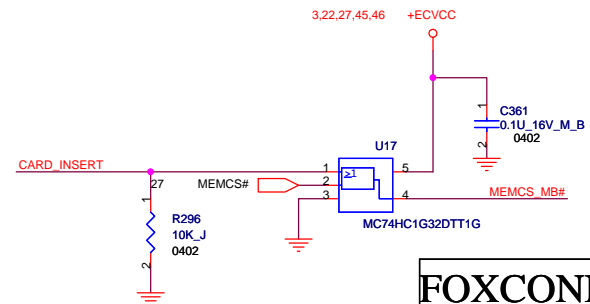 3,22,27,45,46 +ECVCC
1
C361
0.1U_16V_M_B
2 0402
U17
CARD_INSERT 1 ≥1 5
27 MEMCS# 2
3 4 MEMCS_MB#
1
R296
10K_J
0402
2
MC74HC1G32DTT1G
FOXCON